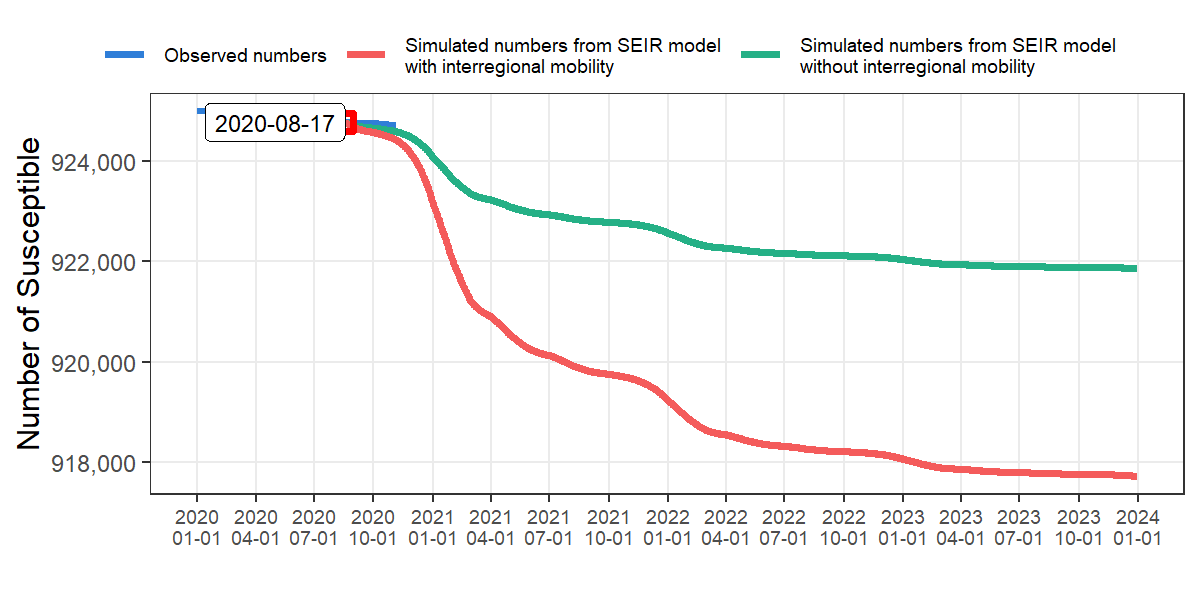 Observed numbers
Simulated numbers from SEIR model
with interregional mobility
Simulated numbers from SEIR model
without interregional mobility
Number of Susceptible
924,000
922,000
920,000
918,000
2020-08-17
2020 2020 2020 2020 2021 2021 2021 2021 2022 2022 2022 2022 2023 2023 2023 2023 2024
01-01 04-01 07-01 10-01 01-01 04-01 07-01 10-01 01-01 04-01 07-01 10-01 01-01 04-01 07-01 10-01 01-01